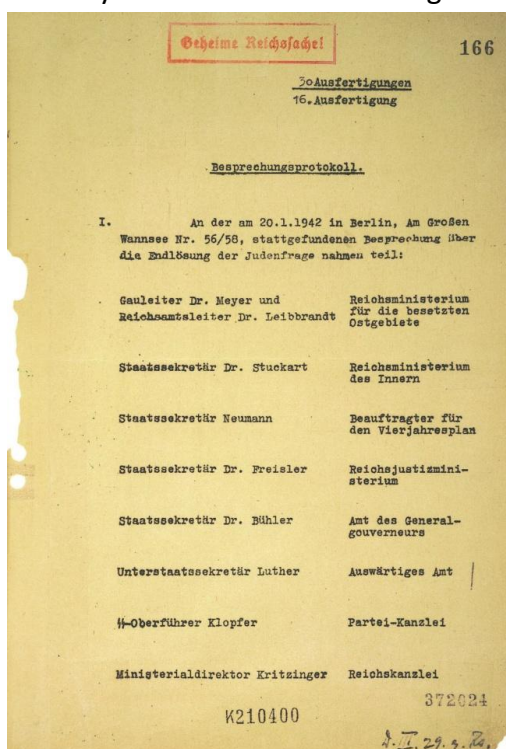 Geheime Reichssache!
166
30 Ausfertigungen
16. Ausfertigung
Besprechungsprotokoll.
I. An der am 20.1.1942 in Berlin, Am Großen
Wannsee Nr. 56/58, stattgefundenen Besprechung über
die Endlösung der Judenfrage nahmen teil:
Gauleiter Dr. Meyer und Reichsministerium
Reichsamtsleiter Dr. Leibbrandt für die besetzten
Ostgebiete
Staatssekretär Dr. Stuckart Reichsministerium
des Innern
Staatssekretär Neumann Beauftragter für
den Vierjahresplan
Staatssekretär Dr. Freisler Reichsjustizmini-
sterium
Staatssekretär Dr. Bühler Amt des General-
gouverneurs
Unterstaatssekretär Luther Auswärtiges Amt
SS-Oberführer Klopfer Partei-Kanzlei
Ministerialdirektor Kritzinger Reichskanzlei
372024
K210400
D.III. 29. g. Rs.